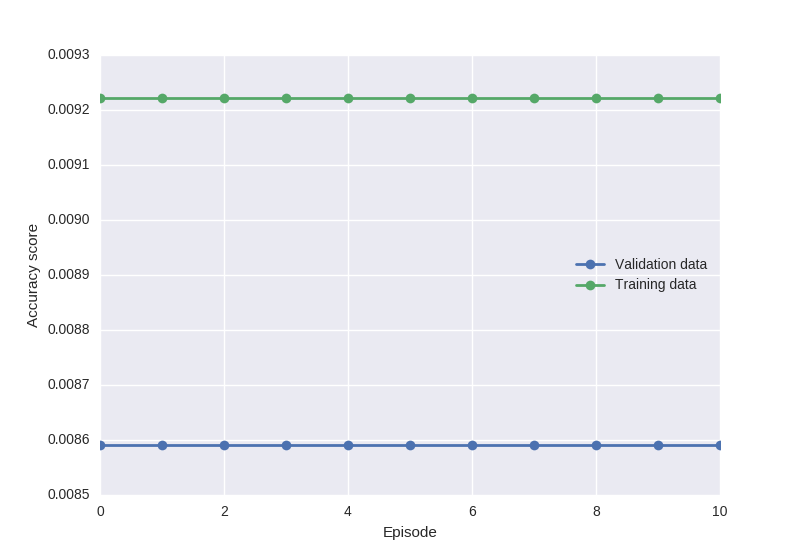 0.0093
0.0092
0.0091
0.0090
0.0089
0.0088
0.0087
0.0086
0.0085
Accuracy score
Validation data
Training data
0 2 4 6 8 10
Episode